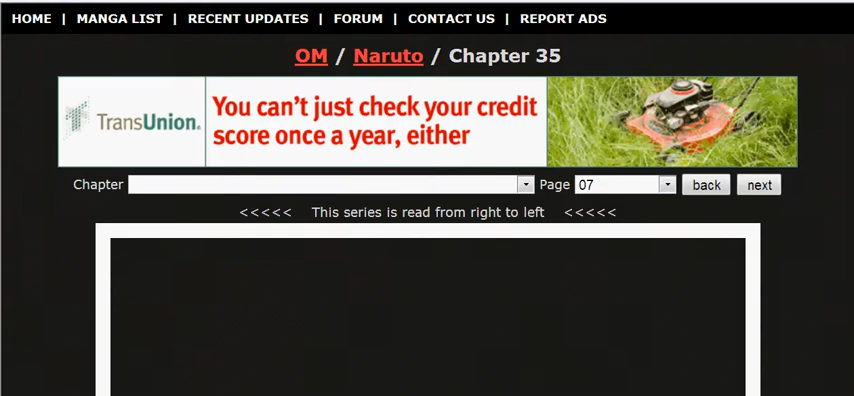 HOME | MANGA LIST | RECENT UPDATES | FORUM | CONTACT US | REPORT ADS
OM / Naruto / Chapter 35
TransUnion. You can't just check your credit
score once a year, either
Chapter Page 07 back next
<<<<< This series is read from right to left <<<<<